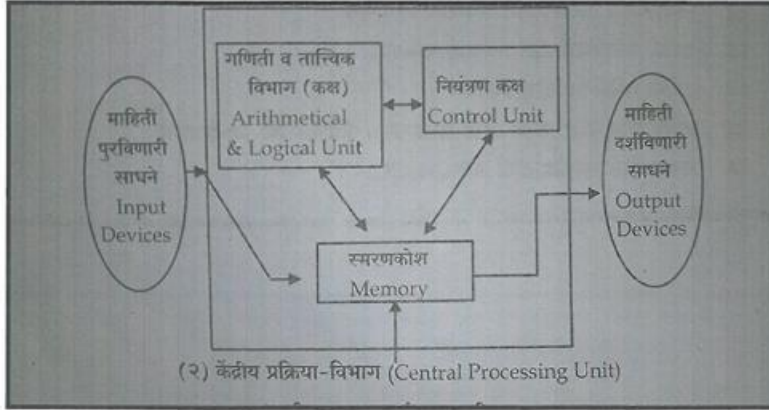 माहिती
पुरविणारी
साधने
Input
Devices
गणिती व तात्त्विक
विभाग (कक्ष)
Arithmetical
& Logical Unit
नियंत्रण कक्ष
Control Unit
स्मरणकोश
Memory
माहिती
दर्शविणारी
साधने
Output
Devices
(२) केंद्रीय प्रक्रिया-विभाग (Central Processing Unit)